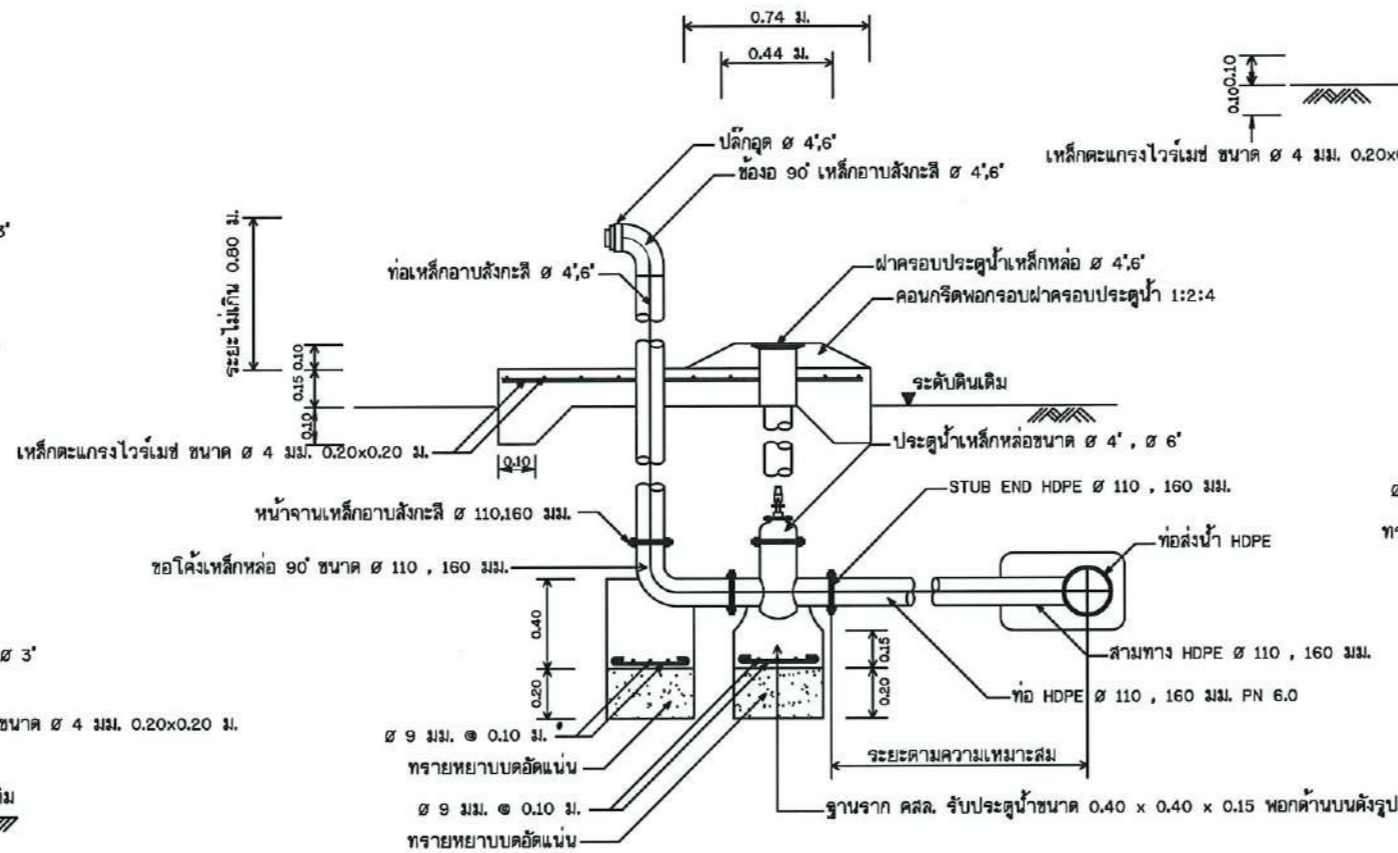 0.74 ม.
0.44 ม.
0.10
0.10
ปลั๊กอุด Ø 4",6"
เหล็กตะแกรงไวร์เมช ขนาด Ø 4 มม.
ข้องอ 90° เหล็กอาบสังกะสี Ø 4",6"
3"
ระยะไม่เกิน 0.80 ม.
ท่อเหล็กอาบสังกะสี Ø 4",6"
ฝาครอบประตูน้ำเหล็กหล่อ Ø 4",6"
คอนกรีตพอกรอบฝาครอบประตูน้ำ 1:2:4
0.10
0.15
0.10
ระดับดินเดิม
เหล็กตะแกรงไวร์เมช ขนาด Ø 4 มม. 0.20x0.20 ม.
0.10
ประตูน้ำเหล็กหล่อขนาด Ø 4" , Ø 6"
STUB END HDPE Ø 110 , 160 มม.
หน้าจานเหล็กอาบสังกะสี Ø 110,160 มม.
ท่อส่งน้ำ HDPE
ขอโค้งเหล็กหล่อ 90° ขนาด Ø 110 , 160 มม.
0.40
0.20
0.15
0.20
Ø 3"
สามทาง HDPE Ø 110 , 160 มม.
ท่อ HDPE Ø 110 , 160 มม. PN 6.0
ขนาด Ø 4 มม. 0.20x0.20 ม.
Ø 9 มม. @ 0.10 ม.
ระยะตามความเหมาะสม
ทรายหยาบบดอัดแน่น
Ø 9 มม. @ 0.10 ม.
ฐานราก คสล. รับประตูน้ำขนาด 0.40 x 0.40 x 0.15 พอกด้านบนดังรูป
ทรายหยาบบดอัดแน่น